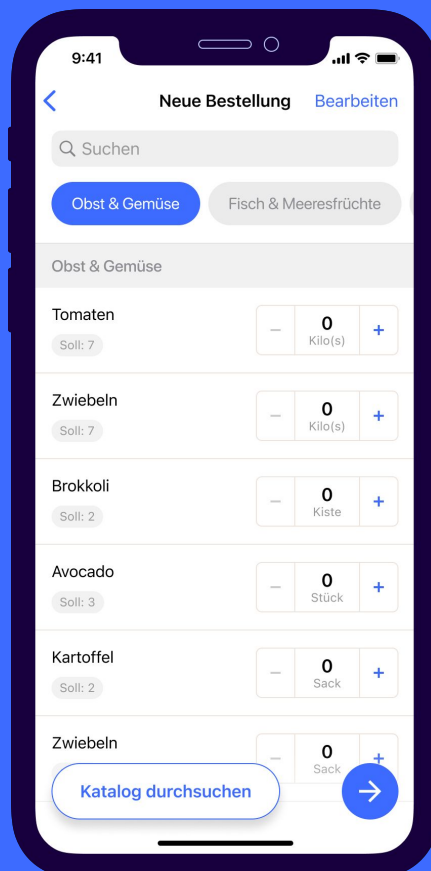 9:41
Neue Bestellung Bearbeiten
Suchen
Obst & Gemüse Fisch & Meeresfrüchte
Obst & Gemüse
Tomaten
Soll: 7
− 0 +
Kilo(s)
Zwiebeln
Soll: 7
− 0 +
Kilo(s)
Brokkoli
Soll: 2
− 0 +
Kiste
Avocado
Soll: 3
− 0 +
Stück
Kartoffel
Soll: 2
− 0 +
Sack
Zwiebeln
− 0 +
Sack
Katalog durchsuchen